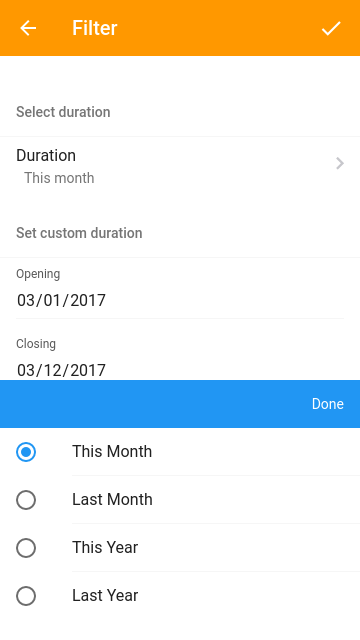 Filter
Select duration
Duration
This month
Set custom duration
Opening
03/01/2017
Closing
03/12/2017
Done
This Month
Last Month
This Year
Last Year